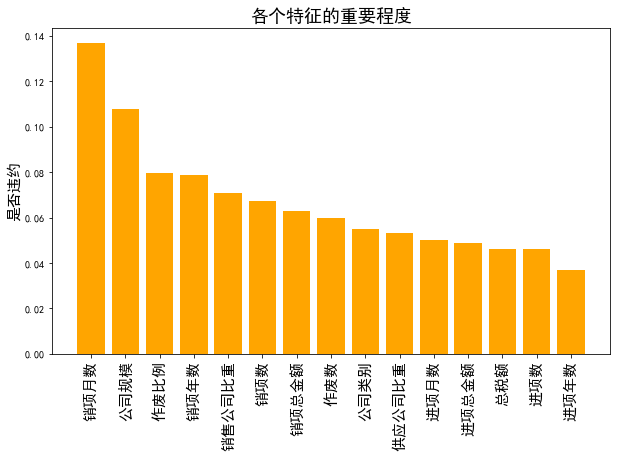 各个特征的重要程度
是否违约
0.14
0.12
0.10
0.08
0.06
0.04
0.02
0.00
销项月数
公司规模
作废比例
销项年数
销售公司比重
销项数
销项总金额
作废数
公司类别
供应公司比重
进项月数
进项总金额
总税额
进项数
进项年数